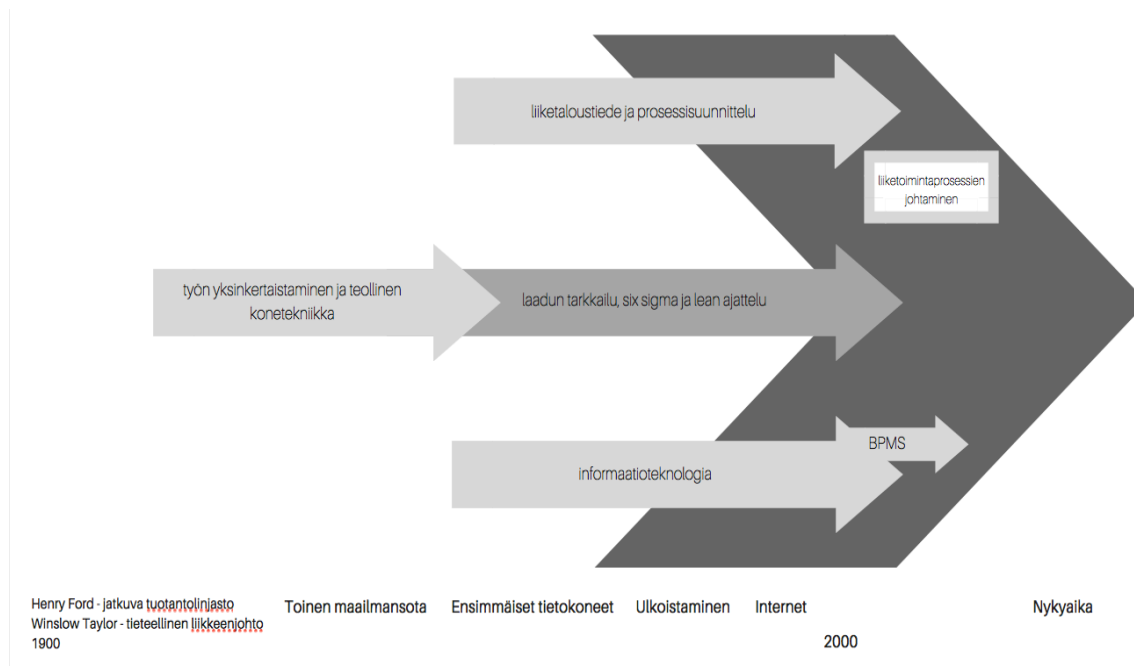 liiketaloustiede ja prosessisuunnittelu
liiketoimintaprosessien
johtaminen
työn yksinkertaistaminen ja teollinen
konetekniikka
laadun tarkkailu, six sigma ja lean ajattelu
BPMS
informaatioteknologia
Henry Ford - jatkuva tuotantolinjasto
Winslow Taylor - tieteellinen liikkeenjohto
1900
Toinen maailmansota
Ensimmäiset tietokoneet
Ulkoistaminen
Internet
2000
Nykyaika